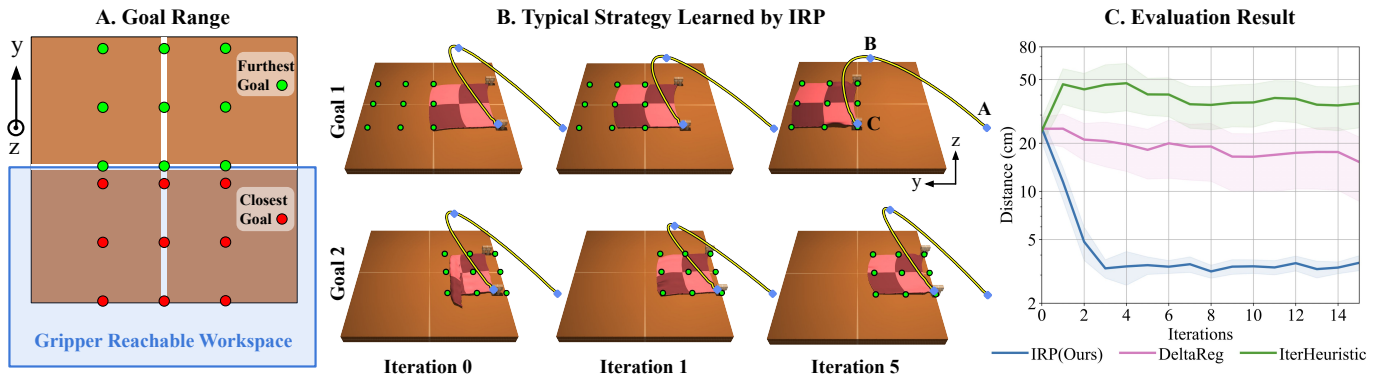 A. Goal Range
y
z
Furthest
Goal
Closest
Goal
Gripper Reachable Workspace
B. Typical Strategy Learned by IRP
Goal 1
B
A
C
z
y
Goal 2
Iteration 0
Iteration 1
Iteration 5
C. Evaluation Result
Distance (cm)
80
50
20
10
5
2
0 2 4 6 8 10 12 14
Iterations
IRP(Ours) DeltaReg IterHeuristic